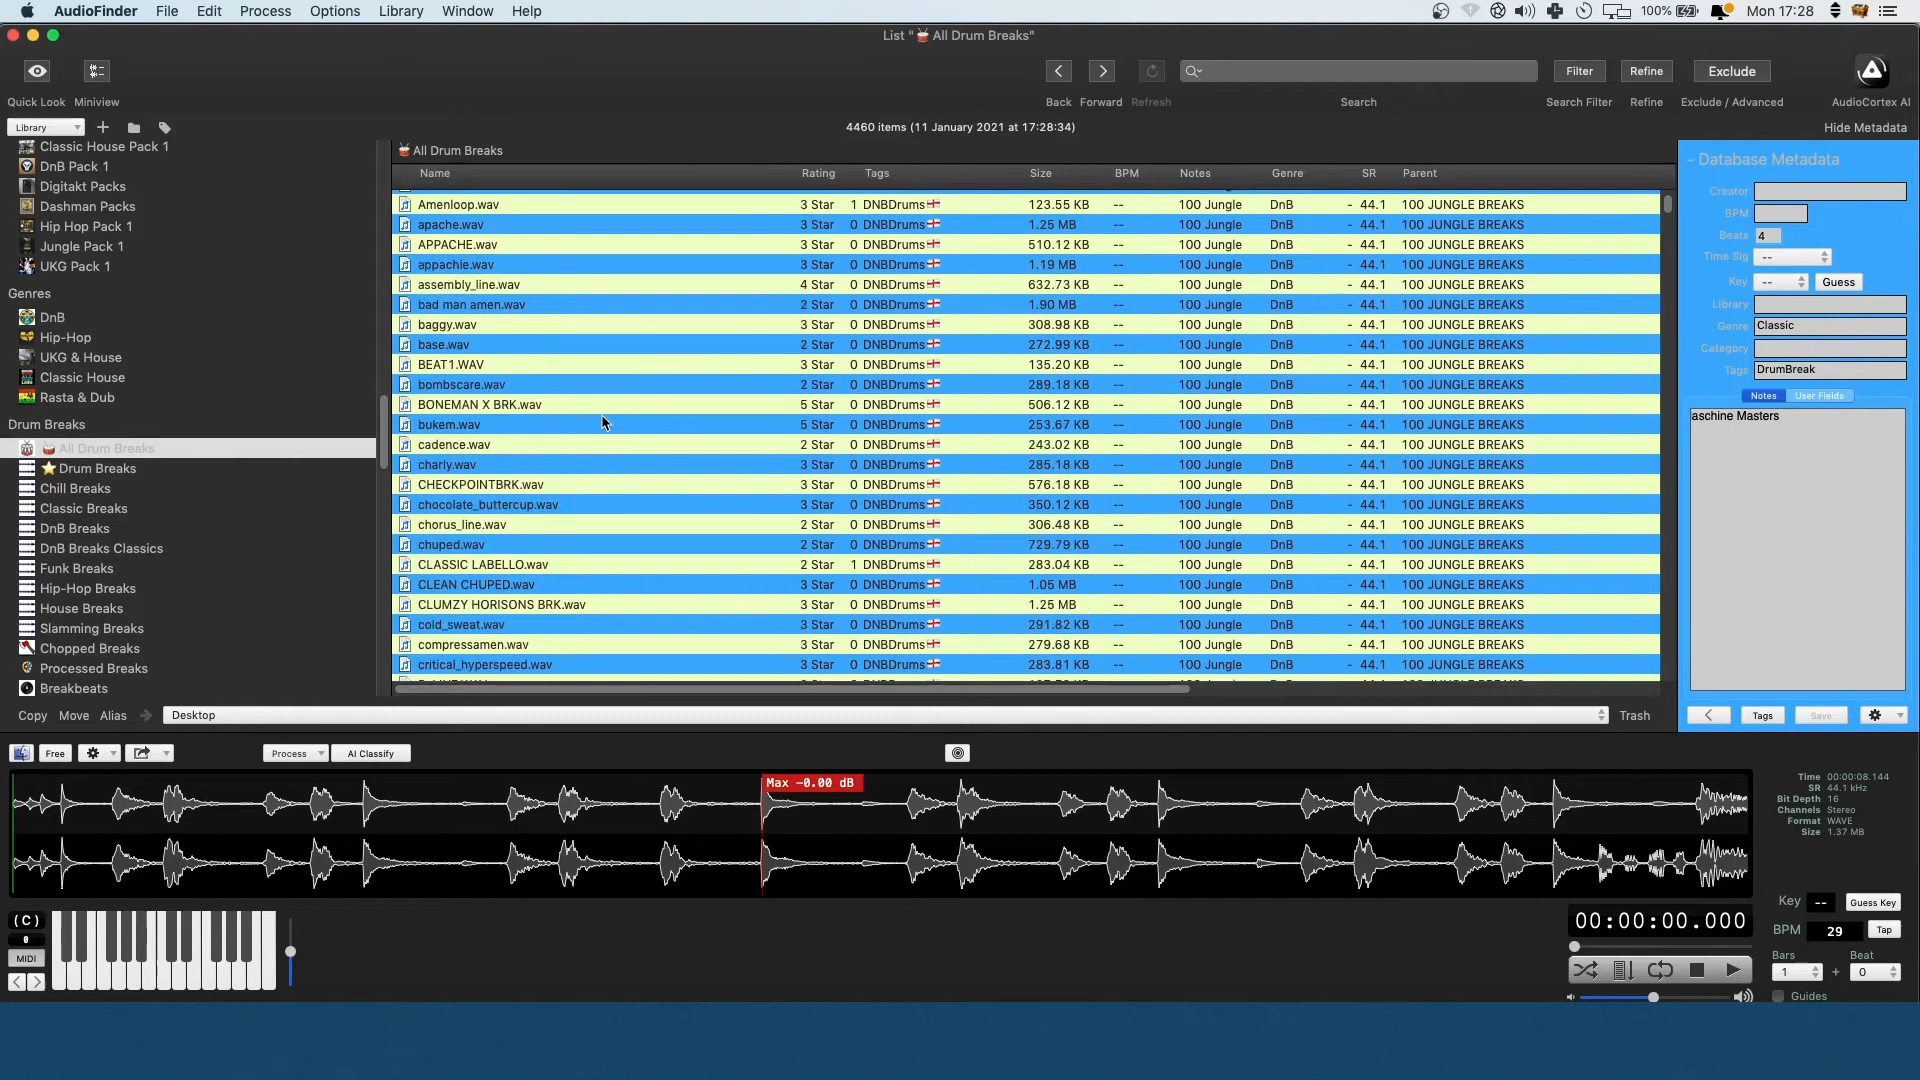 AudioFinder File Edit Process Options Library Window Help 100% Mon 17:28
List "🥁 All Drum Breaks"
Filter Refine Exclude
Quick Look Miniview Back Forward Refresh Search Search Filter Refine Exclude / Advanced AudioCortex AI
Library 4460 items (11 January 2021 at 17:28:34) Hide Metadata
Classic House Pack 1
DnB Pack 1
Digitakt Packs
Dashman Packs
Hip Hop Pack 1
Jungle Pack 1
UKG Pack 1
Genres
DnB
Hip-Hop
UKG & House
Classic House
Rasta & Dub
Drum Breaks
🥁 All Drum Breaks
⭐Drum Breaks
Chill Breaks
Classic Breaks
DnB Breaks
DnB Breaks Classics
Funk Breaks
Hip-Hop Breaks
House Breaks
Slamming Breaks
Chopped Breaks
Processed Breaks
Breakbeats
🥁All Drum Breaks
Name Rating Tags Size BPM Notes Genre SR Parent
Amenloop.wav 3 Star 1 DNBDrums 123.55 KB -- 100 Jungle DnB - 44.1 100 JUNGLE BREAKS
apache.wav 3 Star 0 DNBDrums 1.25 MB -- 100 Jungle DnB - 44.1 100 JUNGLE BREAKS
APPACHE.wav 3 Star 0 DNBDrums 510.12 KB -- 100 Jungle DnB - 44.1 100 JUNGLE BREAKS
appachie.wav 3 Star 0 DNBDrums 1.19 MB -- 100 Jungle DnB - 44.1 100 JUNGLE BREAKS
assembly_line.wav 4 Star 0 DNBDrums 632.73 KB -- 100 Jungle DnB - 44.1 100 JUNGLE BREAKS
bad man amen.wav 2 Star 0 DNBDrums 1.90 MB -- 100 Jungle DnB - 44.1 100 JUNGLE BREAKS
baggy.wav 3 Star 0 DNBDrums 308.98 KB -- 100 Jungle DnB - 44.1 100 JUNGLE BREAKS
base.wav 2 Star 0 DNBDrums 272.99 KB -- 100 Jungle DnB - 44.1 100 JUNGLE BREAKS
BEAT1.WAV 3 Star 0 DNBDrums 135.20 KB -- 100 Jungle DnB - 44.1 100 JUNGLE BREAKS
bombscare.wav 2 Star 0 DNBDrums 289.18 KB -- 100 Jungle DnB - 44.1 100 JUNGLE BREAKS
BONEMAN X BRK.wav 5 Star 0 DNBDrums 506.12 KB -- 100 Jungle DnB - 44.1 100 JUNGLE BREAKS
bukem.wav 5 Star 0 DNBDrums 253.67 KB -- 100 Jungle DnB - 44.1 100 JUNGLE BREAKS
cadence.wav 2 Star 0 DNBDrums 243.02 KB -- 100 Jungle DnB - 44.1 100 JUNGLE BREAKS
charly.wav 3 Star 0 DNBDrums 285.18 KB -- 100 Jungle DnB - 44.1 100 JUNGLE BREAKS
CHECKPOINTBRK.wav 3 Star 0 DNBDrums 576.18 KB -- 100 Jungle DnB - 44.1 100 JUNGLE BREAKS
chocolate_buttercup.wav 3 Star 0 DNBDrums 350.12 KB -- 100 Jungle DnB - 44.1 100 JUNGLE BREAKS
chorus_line.wav 2 Star 0 DNBDrums 306.48 KB -- 100 Jungle DnB - 44.1 100 JUNGLE BREAKS
chuped.wav 2 Star 0 DNBDrums 729.79 KB -- 100 Jungle DnB - 44.1 100 JUNGLE BREAKS
CLASSIC LABELLO.wav 2 Star 1 DNBDrums 283.04 KB -- 100 Jungle DnB - 44.1 100 JUNGLE BREAKS
CLEAN CHUPED.wav 3 Star 0 DNBDrums 1.05 MB -- 100 Jungle DnB - 44.1 100 JUNGLE BREAKS
CLUMZY HORISONS BRK.wav 3 Star 0 DNBDrums 1.25 MB -- 100 Jungle DnB - 44.1 100 JUNGLE BREAKS
cold_sweat.wav 3 Star 0 DNBDrums 291.82 KB -- 100 Jungle DnB - 44.1 100 JUNGLE BREAKS
compressamen.wav 3 Star 0 DNBDrums 279.68 KB -- 100 Jungle DnB - 44.1 100 JUNGLE BREAKS
critical_hyperspeed.wav 3 Star 0 DNBDrums 283.81 KB -- 100 Jungle DnB - 44.1 100 JUNGLE BREAKS
- Database Metadata
Creator
BPM
Beats 4
Time Sig --
Key -- Guess
Library
Genre Classic
Category
Tags DrumBreak
Notes User Fields
aschine Masters
Tags Save
Copy Move Alias Desktop Trash
Free Process AI Classify
Max -0.00 dB
Time 00:00:08.144
SR 44.1 kHz
Bit Depth 16
Channels Stereo
Format WAVE
Size 1.37 MB
(C)
0
MIDI
00:00:00.000
Key -- Guess Key
BPM 29 Tap
Bars Beat
1 + 0
Guides